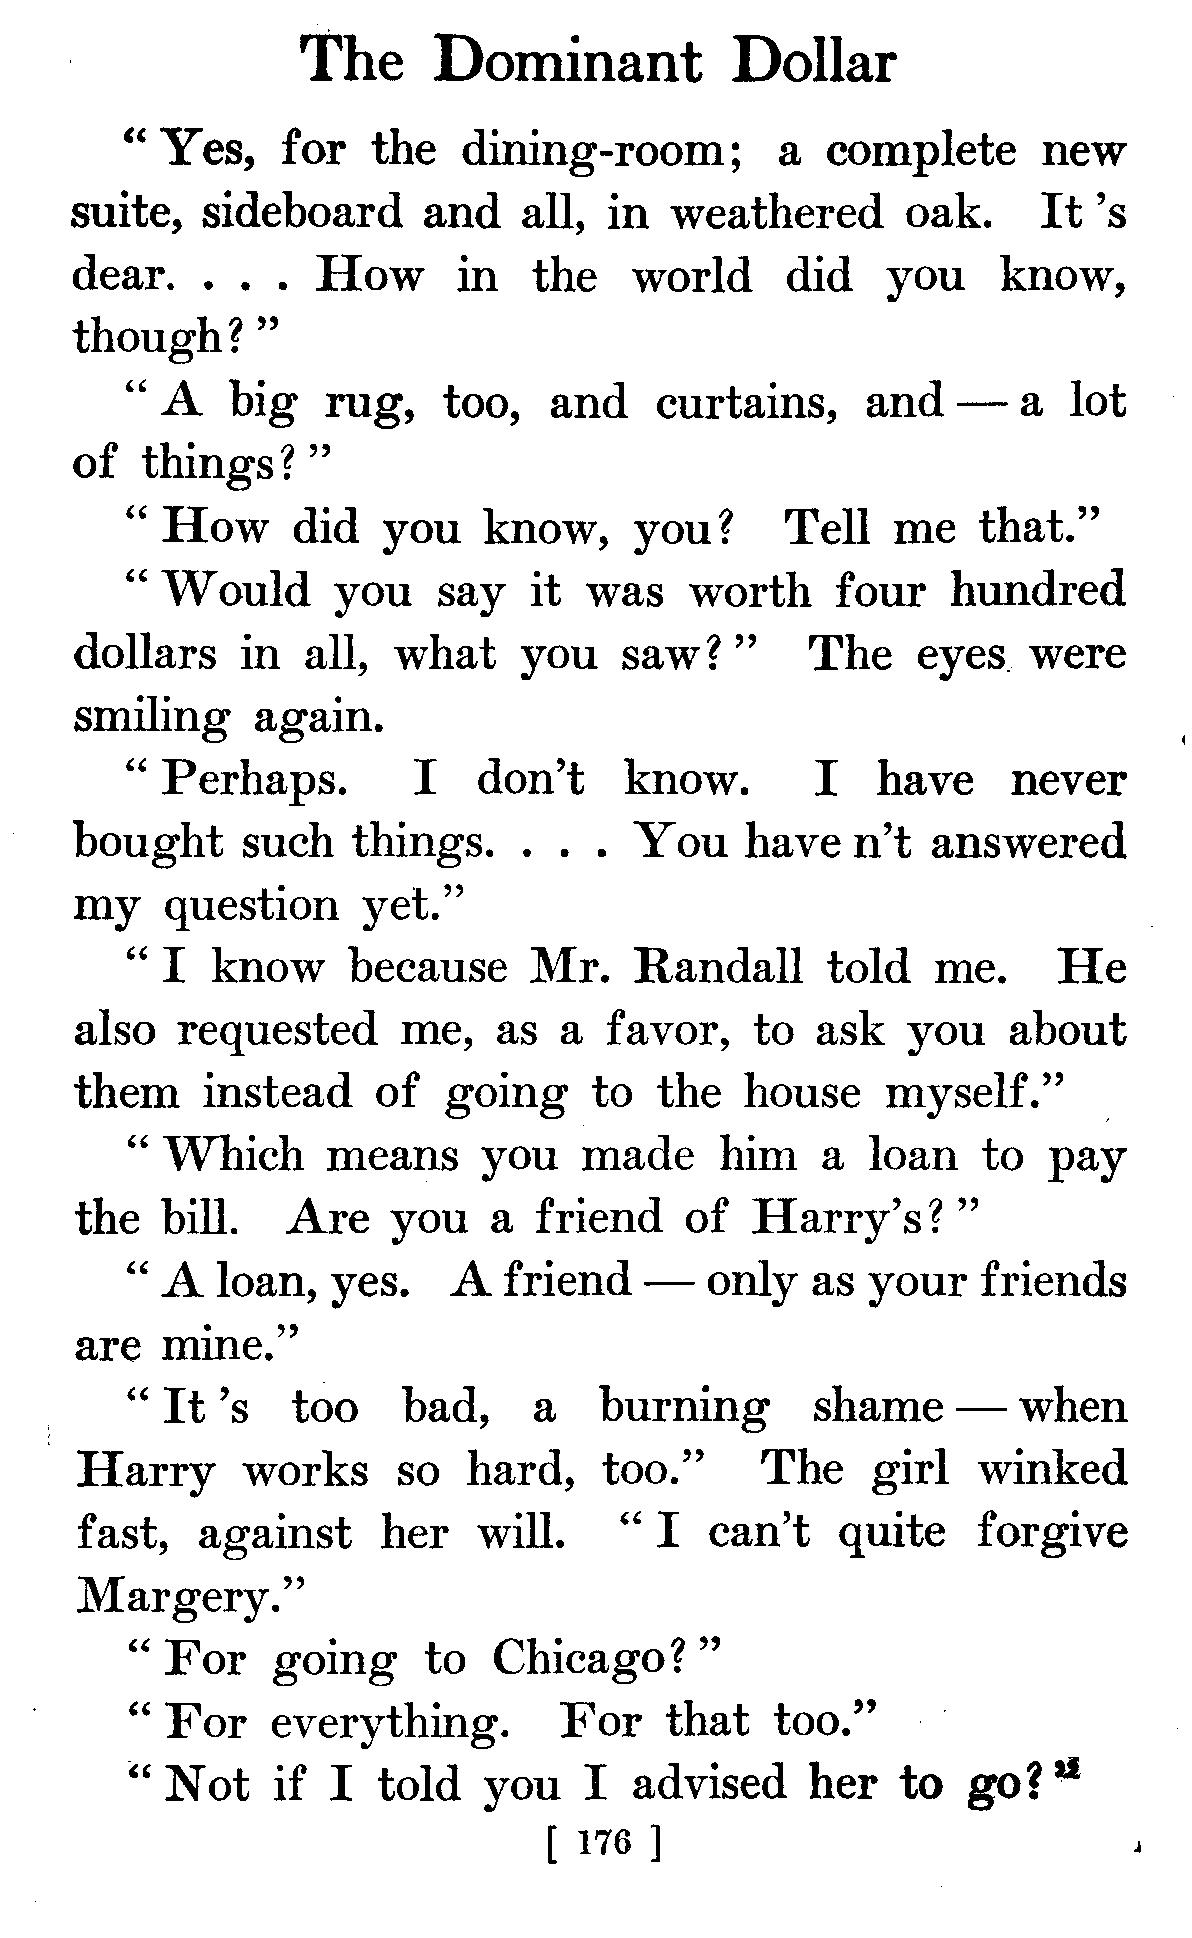 The Dominant Dollar
“ Yes, for the dining-room; a complete new
suite, sideboard and all, in weathered oak. It ’s
dear. . . . How in the world did you know,
though? ”
“ A big rug, too, and curtains, and — a lot
of things? ”
“ How did you know, you? Tell me that.”
“ Would you say it was worth four hundred
dollars in all, what you saw? ” The eyes were
smiling again.
“ Perhaps. I don’t know. I have never
bought such things. . . . You have n’t answered
my question yet.”
“ I know because Mr. Randall told me. He
also requested me, as a favor, to ask you about
them instead of going to the house myself.”
“ Which means you made him a loan to pay
the bill. Are you a friend of Harry’s? ”
“ A loan, yes. A friend — only as your friends
are mine.”
“ It ’s too bad, a burning shame — when
Harry works so hard, too.” The girl winked
fast, against her will. “ I can’t quite forgive
Margery.”
“ For going to Chicago? ”
“ For everything. For that too.”
“ Not if I told you I advised her to go? ”
[ 176 ]